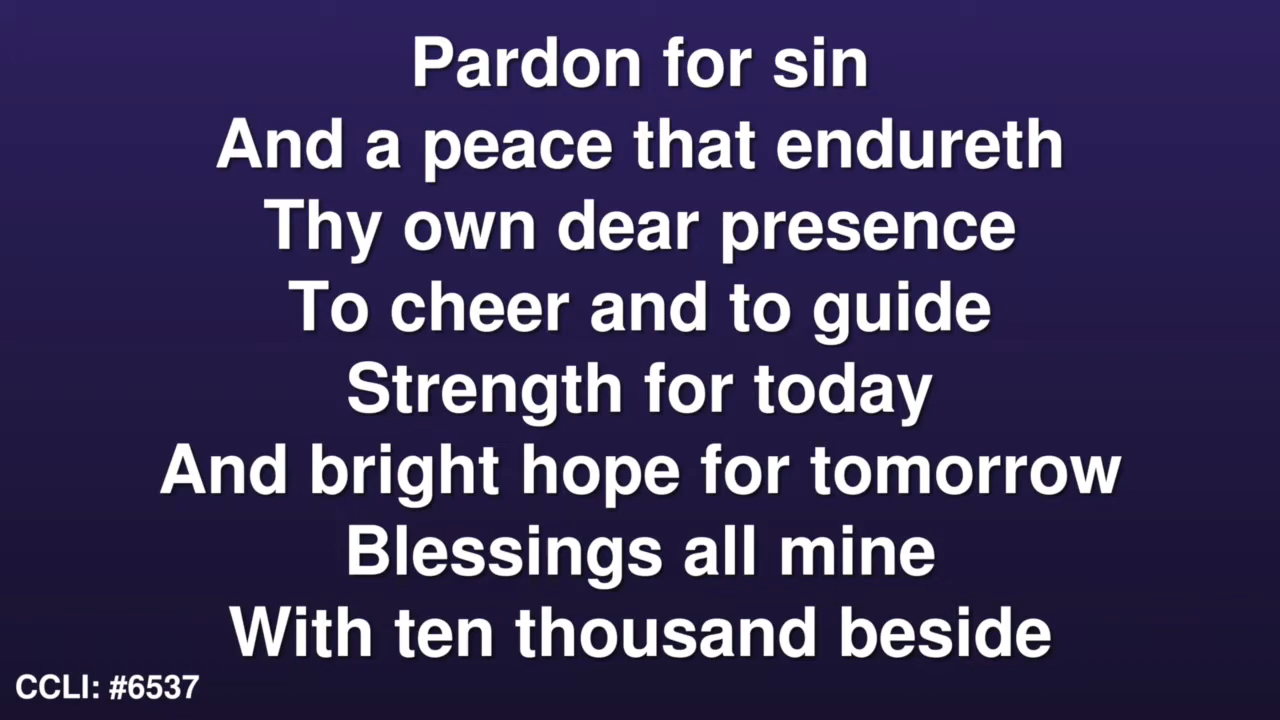 Pardon for sin
And a peace that endureth
Thy own dear presence
To cheer and to guide
Strength for today
And bright hope for tomorrow
Blessings all mine
With ten thousand beside
CCLI: #6537